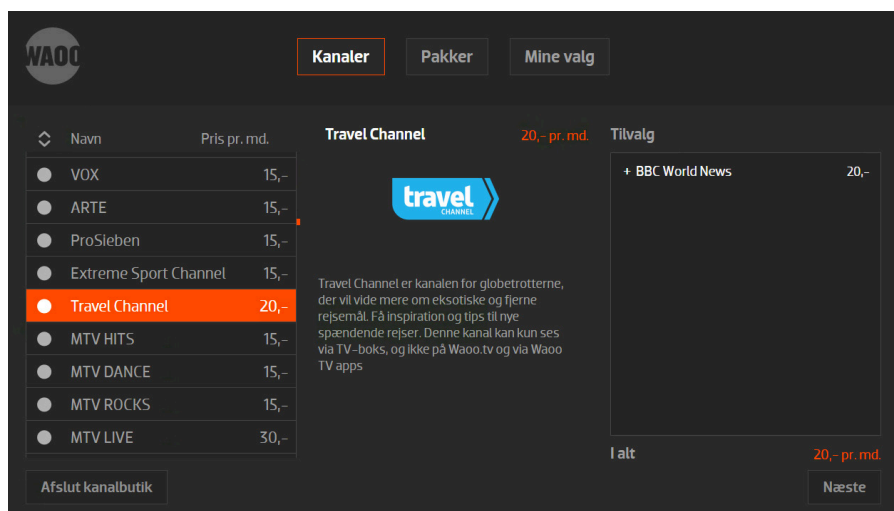 WAOO
Kanaler Pakker Mine valg
Navn Pris pr. md.
VOX 15,-
ARTE 15,-
ProSieben 15,-
Extreme Sport Channel 15,-
Travel Channel 20,-
MTV HITS 15,-
MTV DANCE 15,-
MTV ROCKS 15,-
MTV LIVE 30,-
Afslut kanalbutik
Travel Channel 20,- pr. md.
travel
CHANNEL
Travel Channel er kanalen for globetrotterne,
der vil vide mere om eksotiske og fjerne
rejsemål. Få inspiration og tips til nye
spændende rejser. Denne kanal kan kun ses
via TV-boks, og ikke på Waoo.tv og via Waoo
TV apps
Tilvalg
+ BBC World News 20,-
I alt 20,- pr. md.
Næste